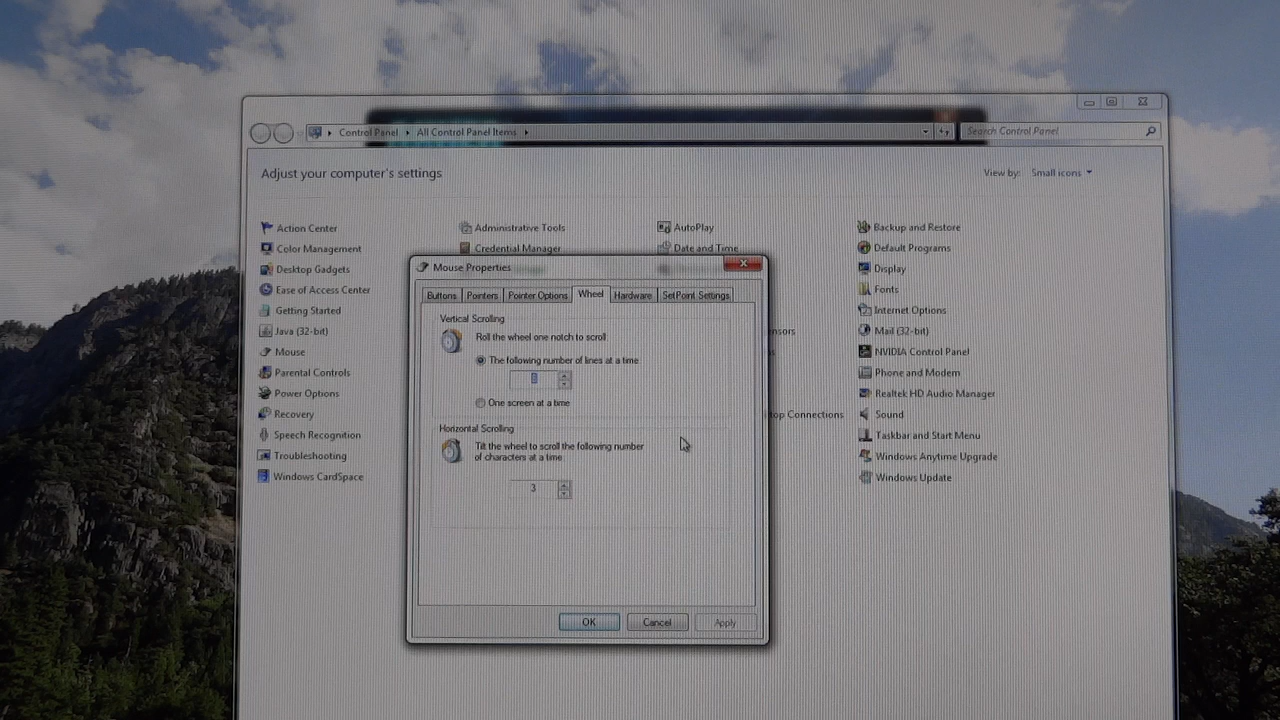 Control Panel ▸ All Control Panel Items ▸
Search Control Panel
Adjust your computer's settings
View by: Small icons
Action Center
Administrative Tools
AutoPlay
Backup and Restore
Color Management
Credential Manager
Date and Time
Default Programs
Desktop Gadgets
Display
Ease of Access Center
Fonts
Getting Started
Internet Options
Java (32-bit)
Mail (32-bit)
Mouse
NVIDIA Control Panel
Parental Controls
Phone and Modem
Power Options
Realtek HD Audio Manager
Recovery
Connections
Sound
Speech Recognition
Taskbar and Start Menu
Troubleshooting
Windows Anytime Upgrade
Windows CardSpace
Windows Update
Mouse Properties
Buttons Pointers Pointer Options Wheel Hardware SetPoint Settings
Vertical Scrolling
Roll the wheel one notch to scroll:
The following number of lines at a time
One screen at a time
Horizontal Scrolling
Tilt the wheel to scroll the following number
of characters at a time:
3
OK Cancel Apply